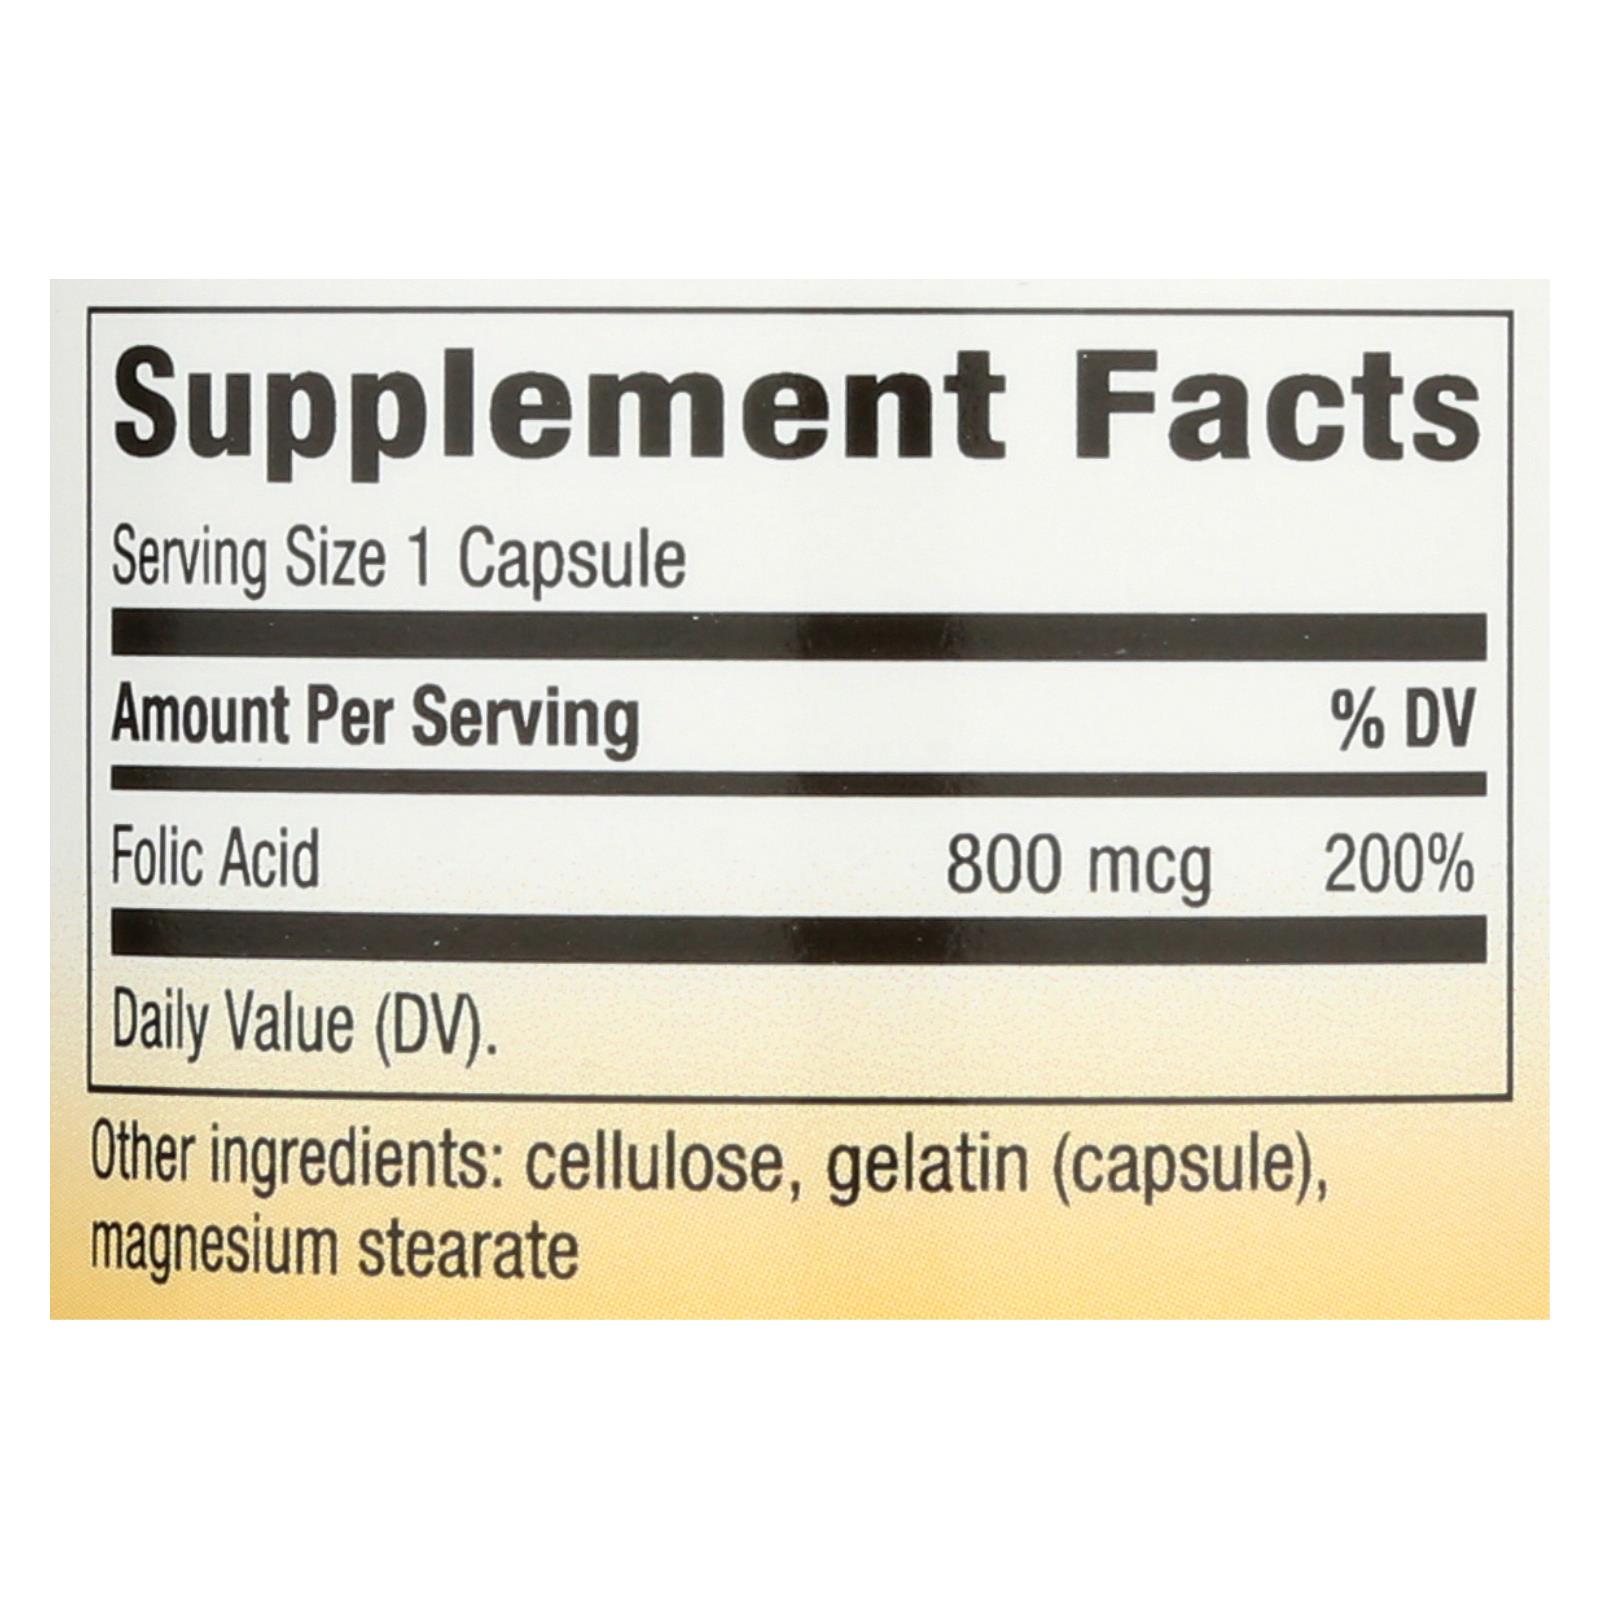 Supplement Facts
Serving Size 1 Capsule
Amount Per Serving % DV
Folic Acid 800 mcg 200%
Daily Value (DV).
Other ingredients: cellulose, gelatin (capsule),
magnesium stearate